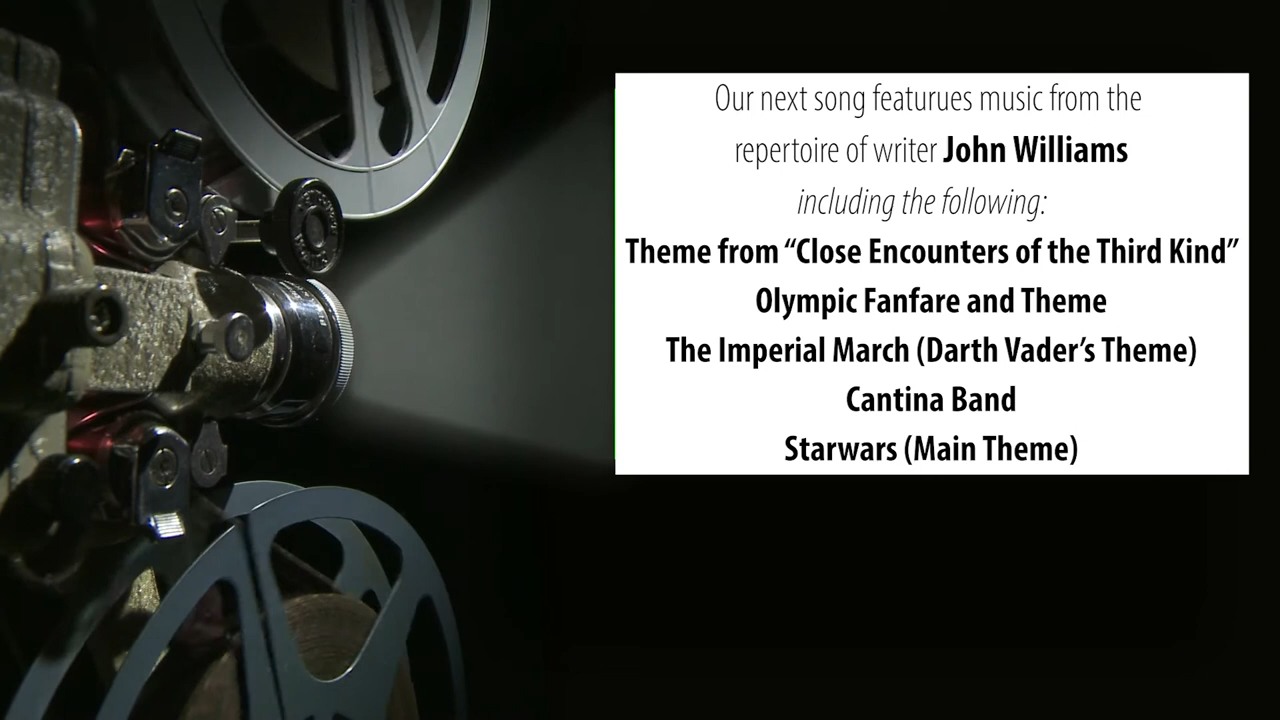 Our next song featurues music from the
repertoire of writer John Williams
including the following:
Theme from “Close Encounters of the Third Kind”
Olympic Fanfare and Theme
The Imperial March (Darth Vader’s Theme)
Cantina Band
Starwars (Main Theme)